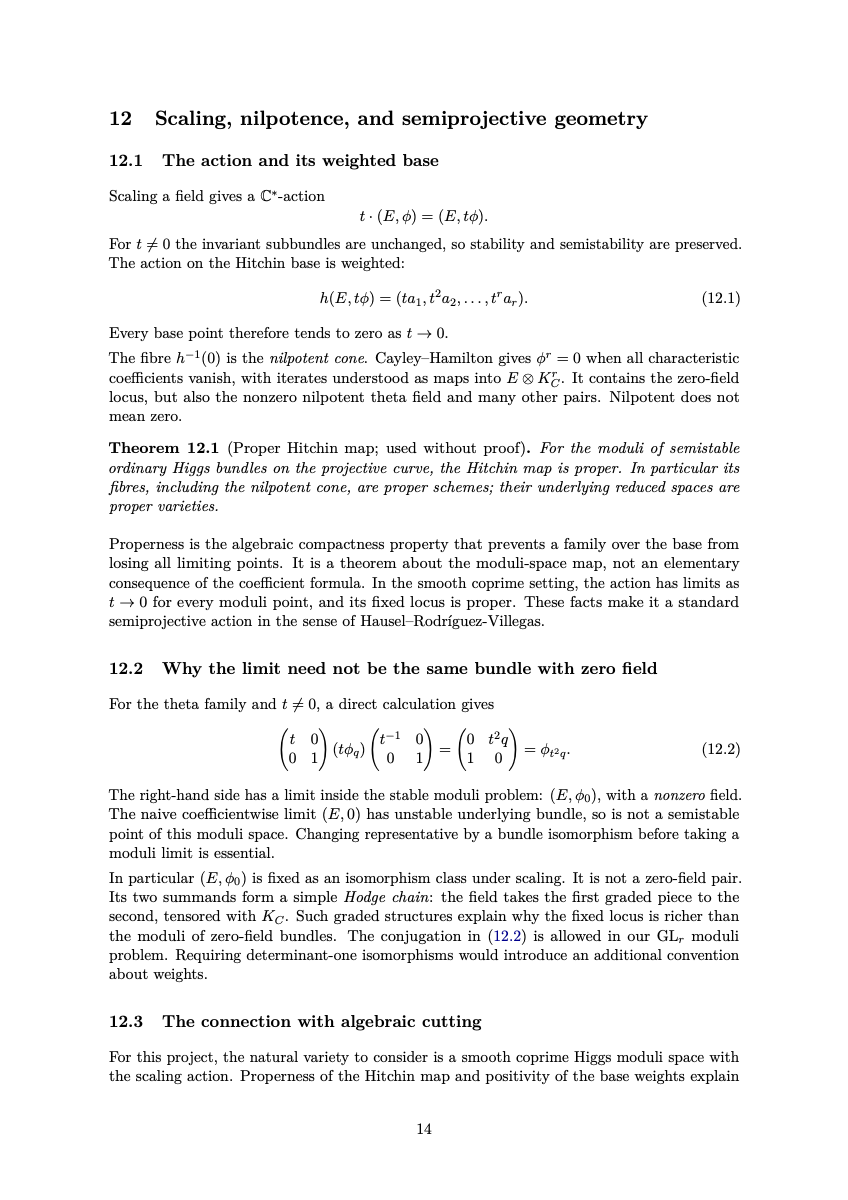 12 Scaling, nilpotence, and semiprojective geometry
12.1 The action and its weighted base
Scaling a field gives a ℂ*-action
t · (E, ϕ) = (E, tϕ).
For t ≠ 0 the invariant subbundles are unchanged, so stability and semistability are preserved.
The action on the Hitchin base is weighted:
h(E, tϕ) = (ta₁, t²a₂, . . . , tʳaᵣ). (12.1)
Every base point therefore tends to zero as t → 0.
The fibre h⁻¹(0) is the nilpotent cone. Cayley–Hamilton gives ϕʳ = 0 when all characteristic
coefficients vanish, with iterates understood as maps into E ⊗ K_C^r. It contains the zero-field
locus, but also the nonzero nilpotent theta field and many other pairs. Nilpotent does not
mean zero.
Theorem 12.1 (Proper Hitchin map; used without proof). For the moduli of semistable
ordinary Higgs bundles on the projective curve, the Hitchin map is proper. In particular its
fibres, including the nilpotent cone, are proper schemes; their underlying reduced spaces are
proper varieties.
Properness is the algebraic compactness property that prevents a family over the base from
losing all limiting points. It is a theorem about the moduli-space map, not an elementary
consequence of the coefficient formula. In the smooth coprime setting, the action has limits as
t → 0 for every moduli point, and its fixed locus is proper. These facts make it a standard
semiprojective action in the sense of Hausel–Rodríguez-Villegas.
12.2 Why the limit need not be the same bundle with zero field
For the theta family and t ≠ 0, a direct calculation gives
(t 0; 0 1) (tϕ_q) (t⁻¹ 0; 0 1) = (0 t²q; 1 0) = ϕ_{t²q}. (12.2)
The right-hand side has a limit inside the stable moduli problem: (E, ϕ₀), with a nonzero field.
The naive coefficientwise limit (E, 0) has unstable underlying bundle, so is not a semistable
point of this moduli space. Changing representative by a bundle isomorphism before taking a
moduli limit is essential.
In particular (E, ϕ₀) is fixed as an isomorphism class under scaling. It is not a zero-field pair.
Its two summands form a simple Hodge chain: the field takes the first graded piece to the
second, tensored with K_C. Such graded structures explain why the fixed locus is richer than
the moduli of zero-field bundles. The conjugation in (12.2) is allowed in our GLᵣ moduli
problem. Requiring determinant-one isomorphisms would introduce an additional convention
about weights.
12.3 The connection with algebraic cutting
For this project, the natural variety to consider is a smooth coprime Higgs moduli space with
the scaling action. Properness of the Hitchin map and positivity of the base weights explain
14